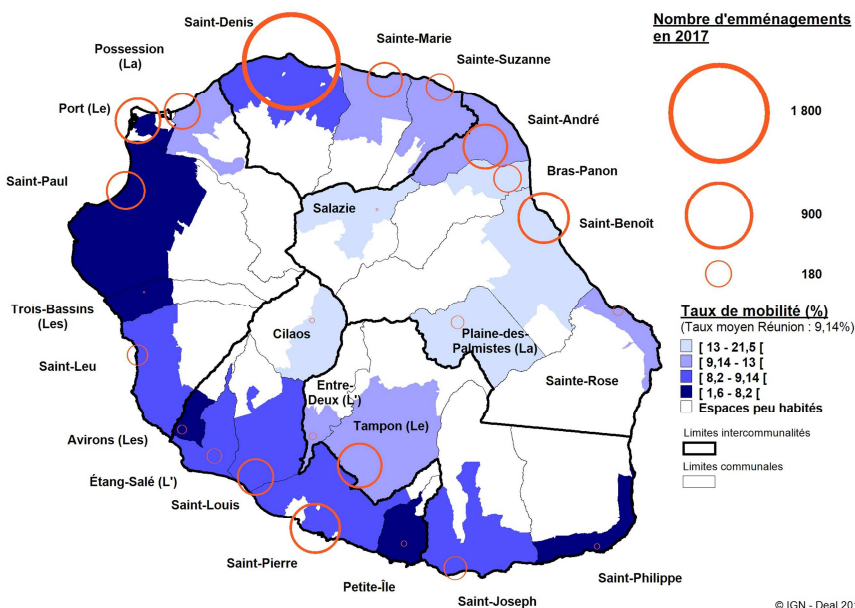 Saint-Denis
Sainte-Marie
Possession
(La)
Sainte-Suzanne
Port (Le)
Saint-André
Bras-Panon
Saint-Paul
Salazie
Saint-Benoît
Trois-Bassins
(Les)
Cilaos
Plaine-des-
Palmistes (La)
Saint-Leu
Entre-
Deux (L')
Sainte-Rose
Avirons (Les)
Tampon (Le)
Étang-Salé (L')
Saint-Louis
Saint-Pierre
Petite-Île
Saint-Joseph
Saint-Philippe
Nombre d'emménagements
en 2017
1 800
900
180
Taux de mobilité (%)
(Taux moyen Réunion : 9,14%)
[ 13 - 21,5 [
[ 9,14 - 13 [
[ 8,2 - 9,14 [
[ 1,6 - 8,2 [
Espaces peu habités
Limites intercommunalités
Limites communales
© IGN - Deal 20